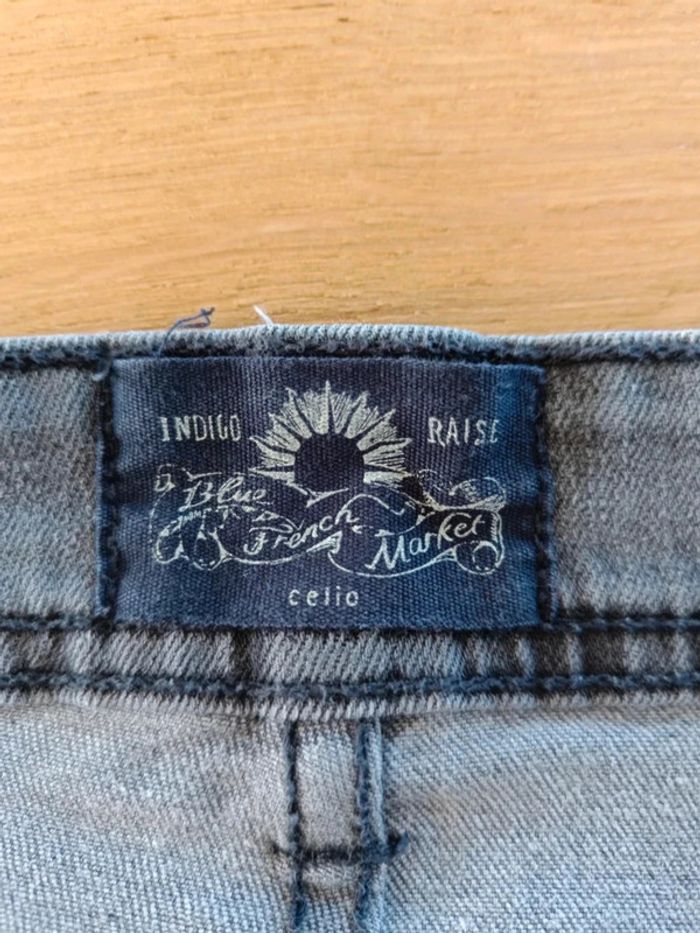 INDIGO RAISE
Blue
French
Market
celio